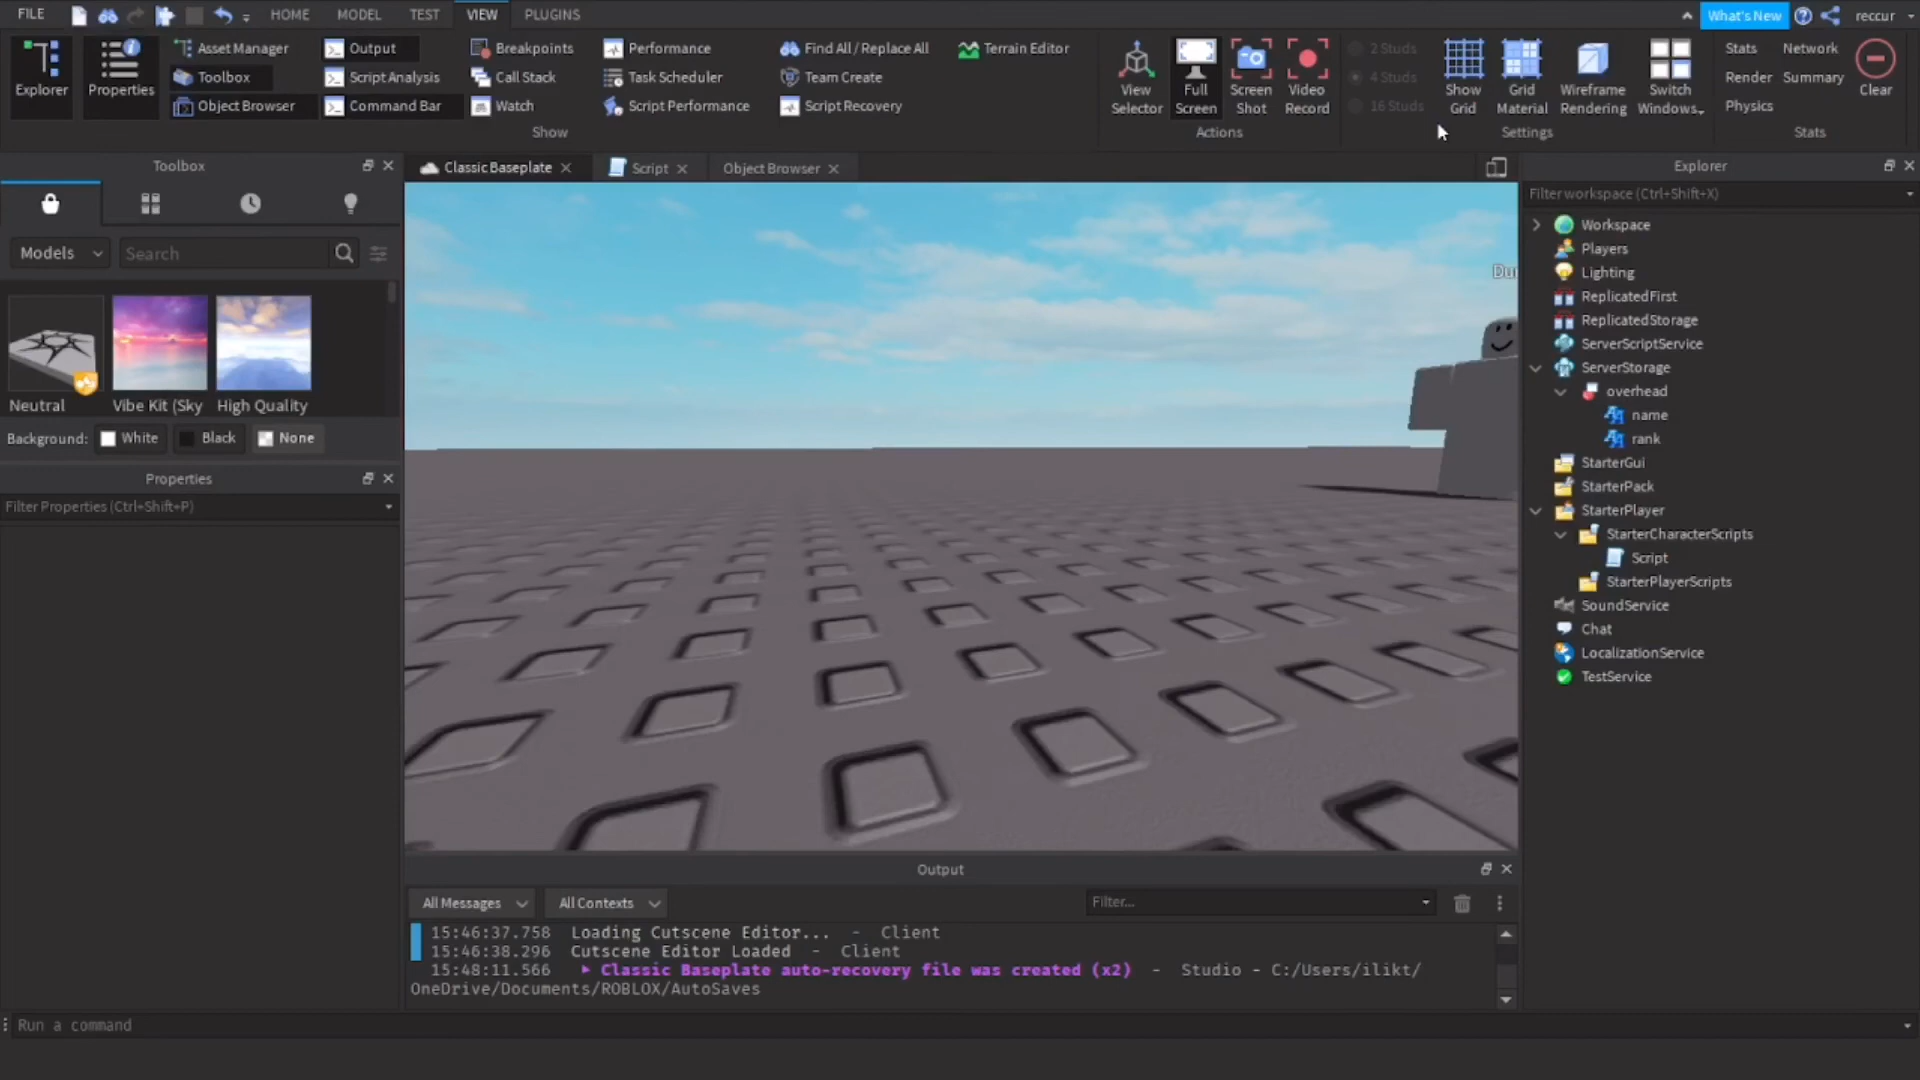 FILE HOME MODEL TEST VIEW PLUGINS What's New reccur
Explorer
Properties
Asset Manager
Toolbox
Object Browser
Output
Script Analysis
Command Bar
Breakpoints
Call Stack
Watch
Performance
Task Scheduler
Script Performance
Find All / Replace All
Team Create
Script Recovery
Terrain Editor
Show
View
Selector
Full
Screen
Screen
Shot
Video
Record
Actions
2 Studs
4 Studs
16 Studs
Show
Grid
Grid
Material
Wireframe
Rendering
Switch
Windows
Settings
Stats Network
Render Summary
Physics
Clear
Stats
Toolbox
Models Search
Neutral Vibe Kit (Sky High Quality
Background: White Black None
Properties
Filter Properties (Ctrl+Shift+P)
Classic Baseplate Script Object Browser
Output
All Messages All Contexts Filter...
15:46:37.758 Loading Cutscene Editor... - Client
15:46:38.296 Cutscene Editor Loaded - Client
15:48:11.566 Classic Baseplate auto-recovery file was created (x2) - Studio - C:/Users/ilikt/
OneDrive/Documents/ROBLOX/AutoSaves
Run a command
Explorer
Filter workspace (Ctrl+Shift+X)
Workspace
Players
Lighting
ReplicatedFirst
ReplicatedStorage
ServerScriptService
ServerStorage
overhead
name
rank
StarterGui
StarterPack
StarterPlayer
StarterCharacterScripts
Script
StarterPlayerScripts
SoundService
Chat
LocalizationService
TestService